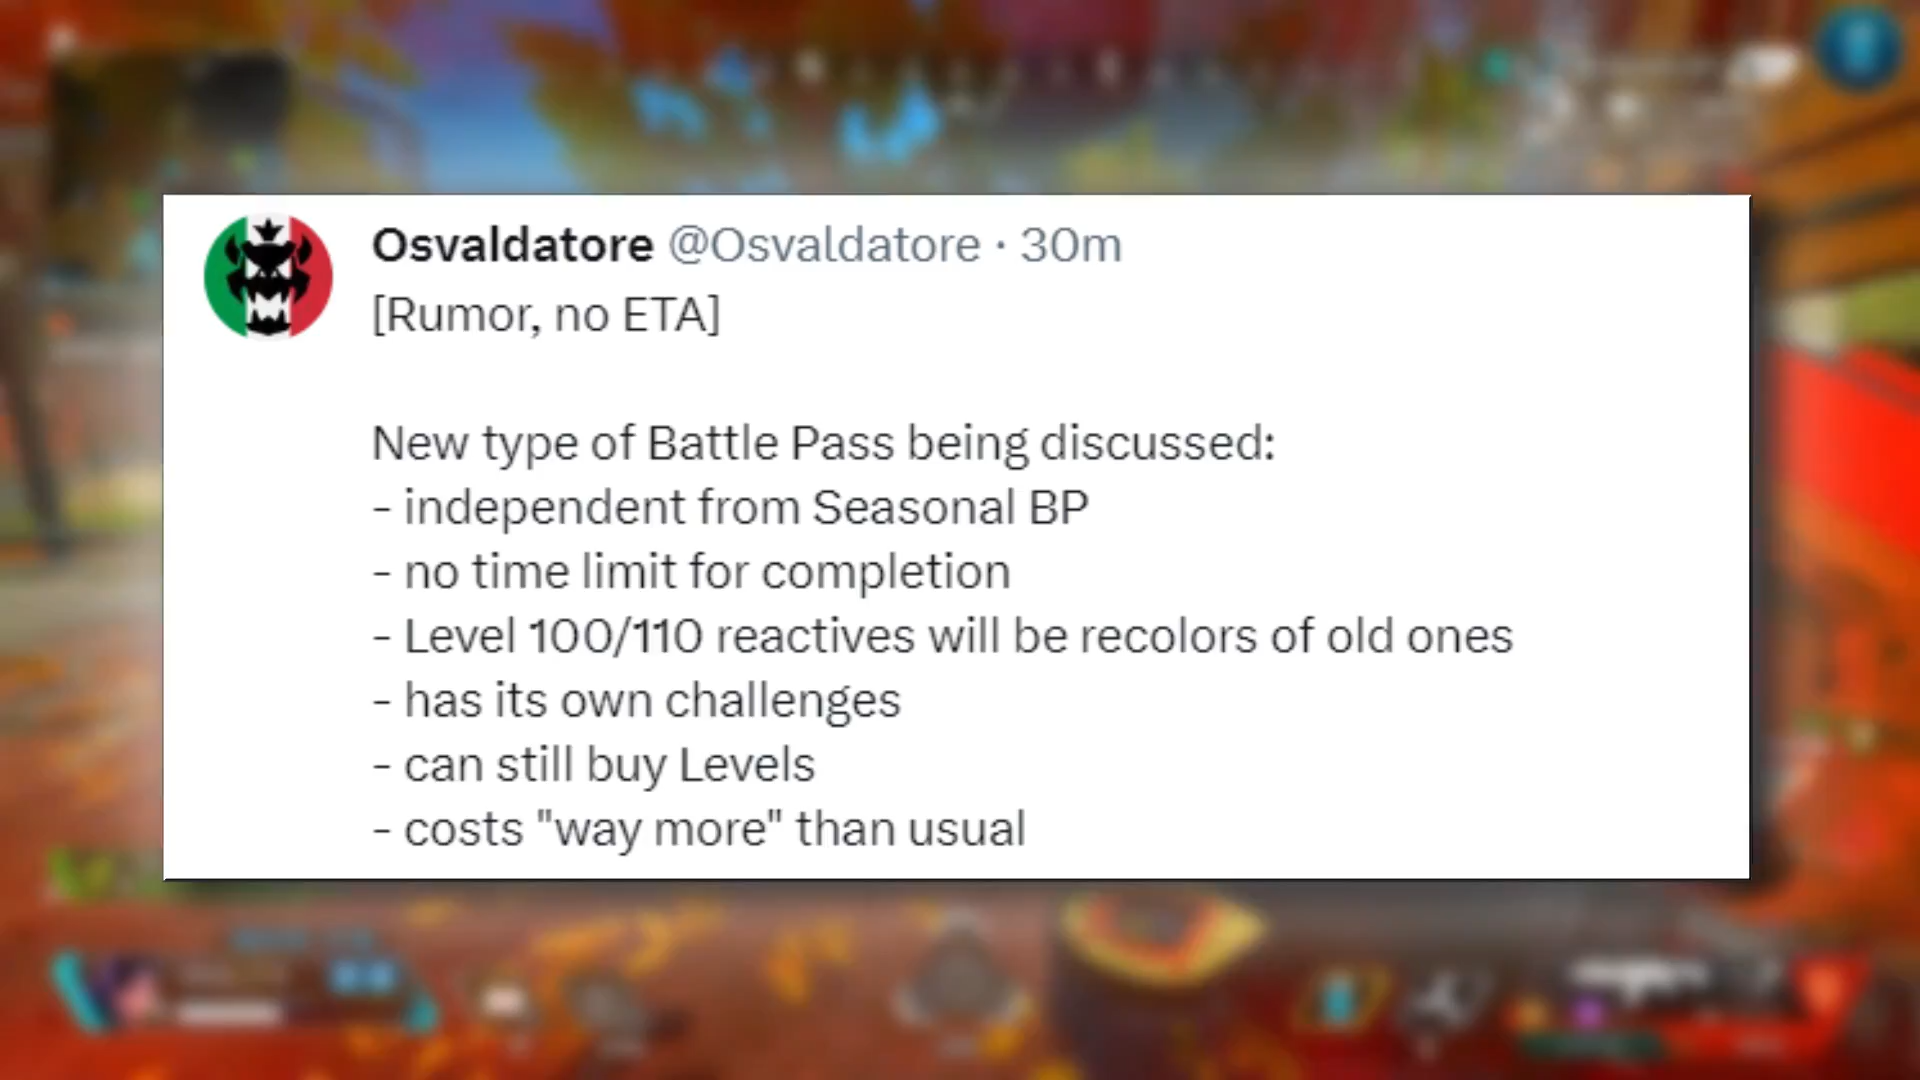 Osvaldatore @Osvaldatore · 30m
[Rumor, no ETA]
New type of Battle Pass being discussed:
- independent from Seasonal BP
- no time limit for completion
- Level 100/110 reactives will be recolors of old ones
- has its own challenges
- can still buy Levels
- costs "way more" than usual